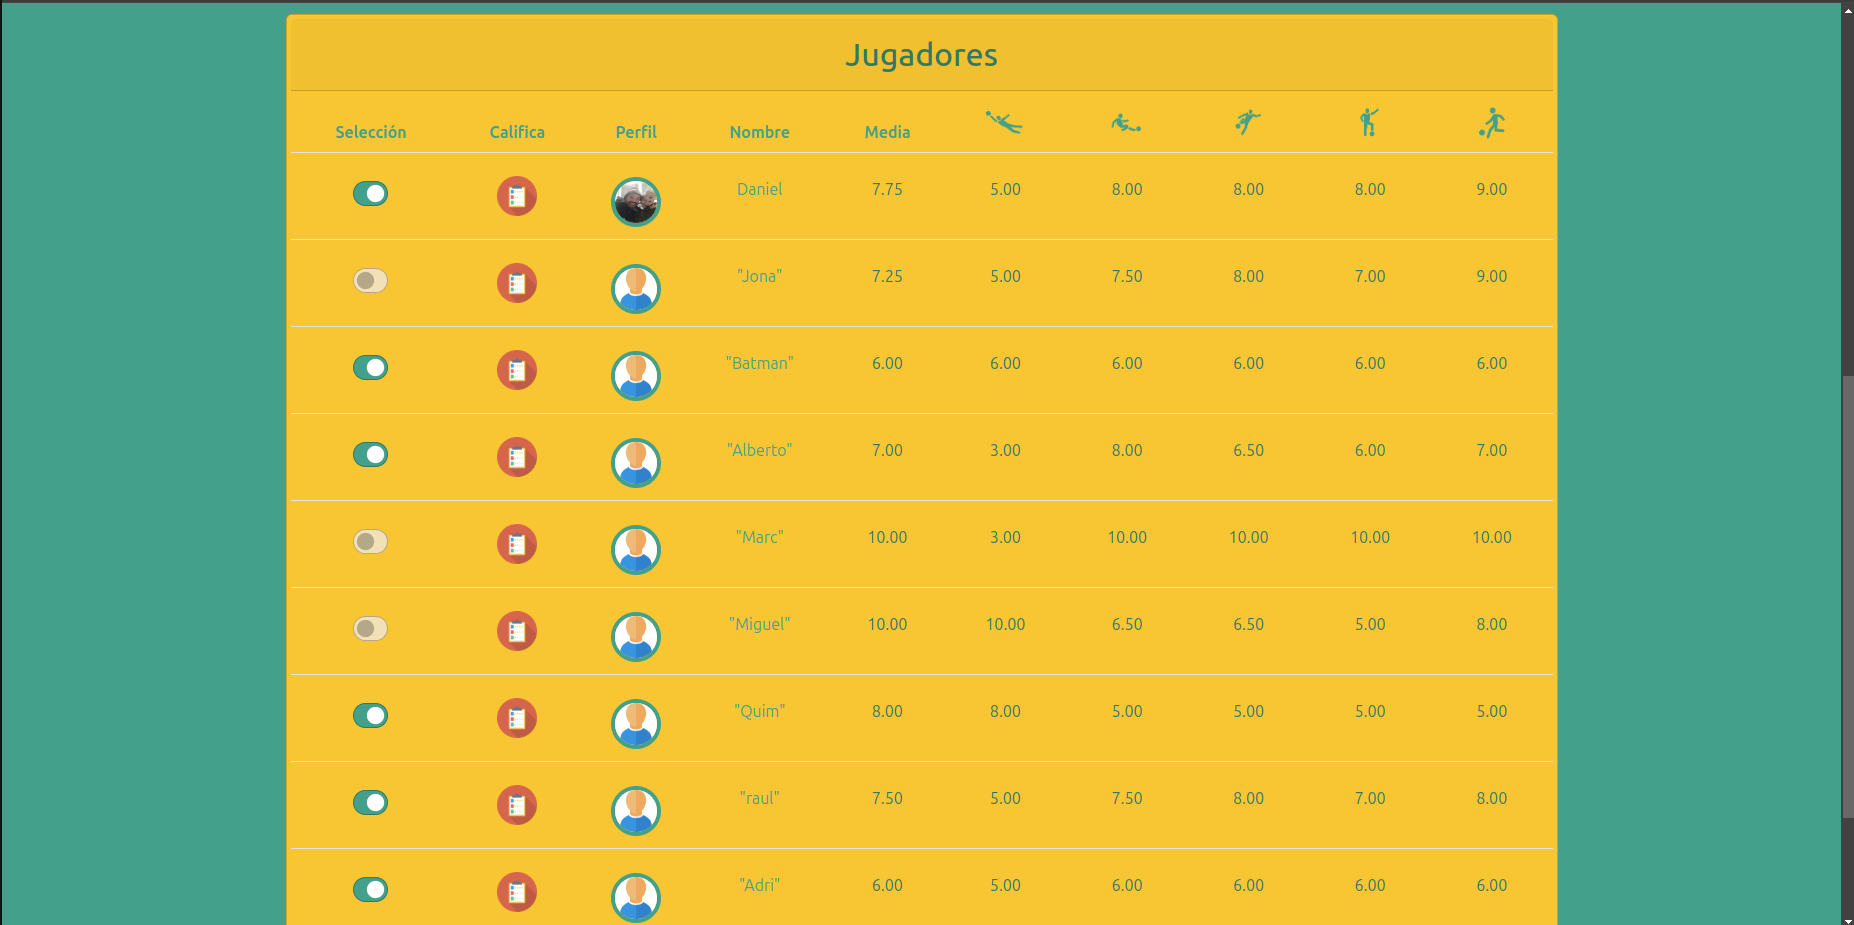 Jugadores
Selección Califica Perfil Nombre Media
Daniel 7.75 5.00 8.00 8.00 8.00 9.00
"Jona" 7.25 5.00 7.50 8.00 7.00 9.00
"Batman" 6.00 6.00 6.00 6.00 6.00 6.00
"Alberto" 7.00 3.00 8.00 6.50 6.00 7.00
"Marc" 10.00 3.00 10.00 10.00 10.00 10.00
"Miguel" 10.00 10.00 6.50 6.50 5.00 8.00
"Quim" 8.00 8.00 5.00 5.00 5.00 5.00
"raul" 7.50 5.00 7.50 8.00 7.00 8.00
"Adri" 6.00 5.00 6.00 6.00 6.00 6.00